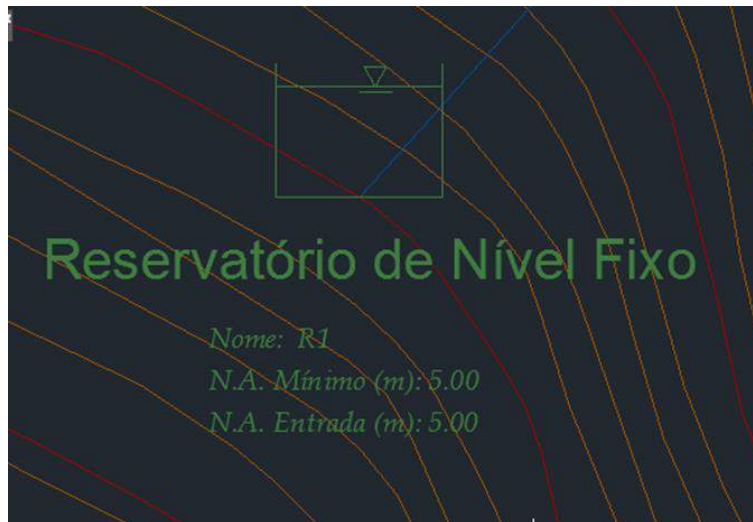 Reservatório de Nível Fixo
Nome: R1
N.A. Mínimo (m): 5.00
N.A. Entrada (m): 5.00